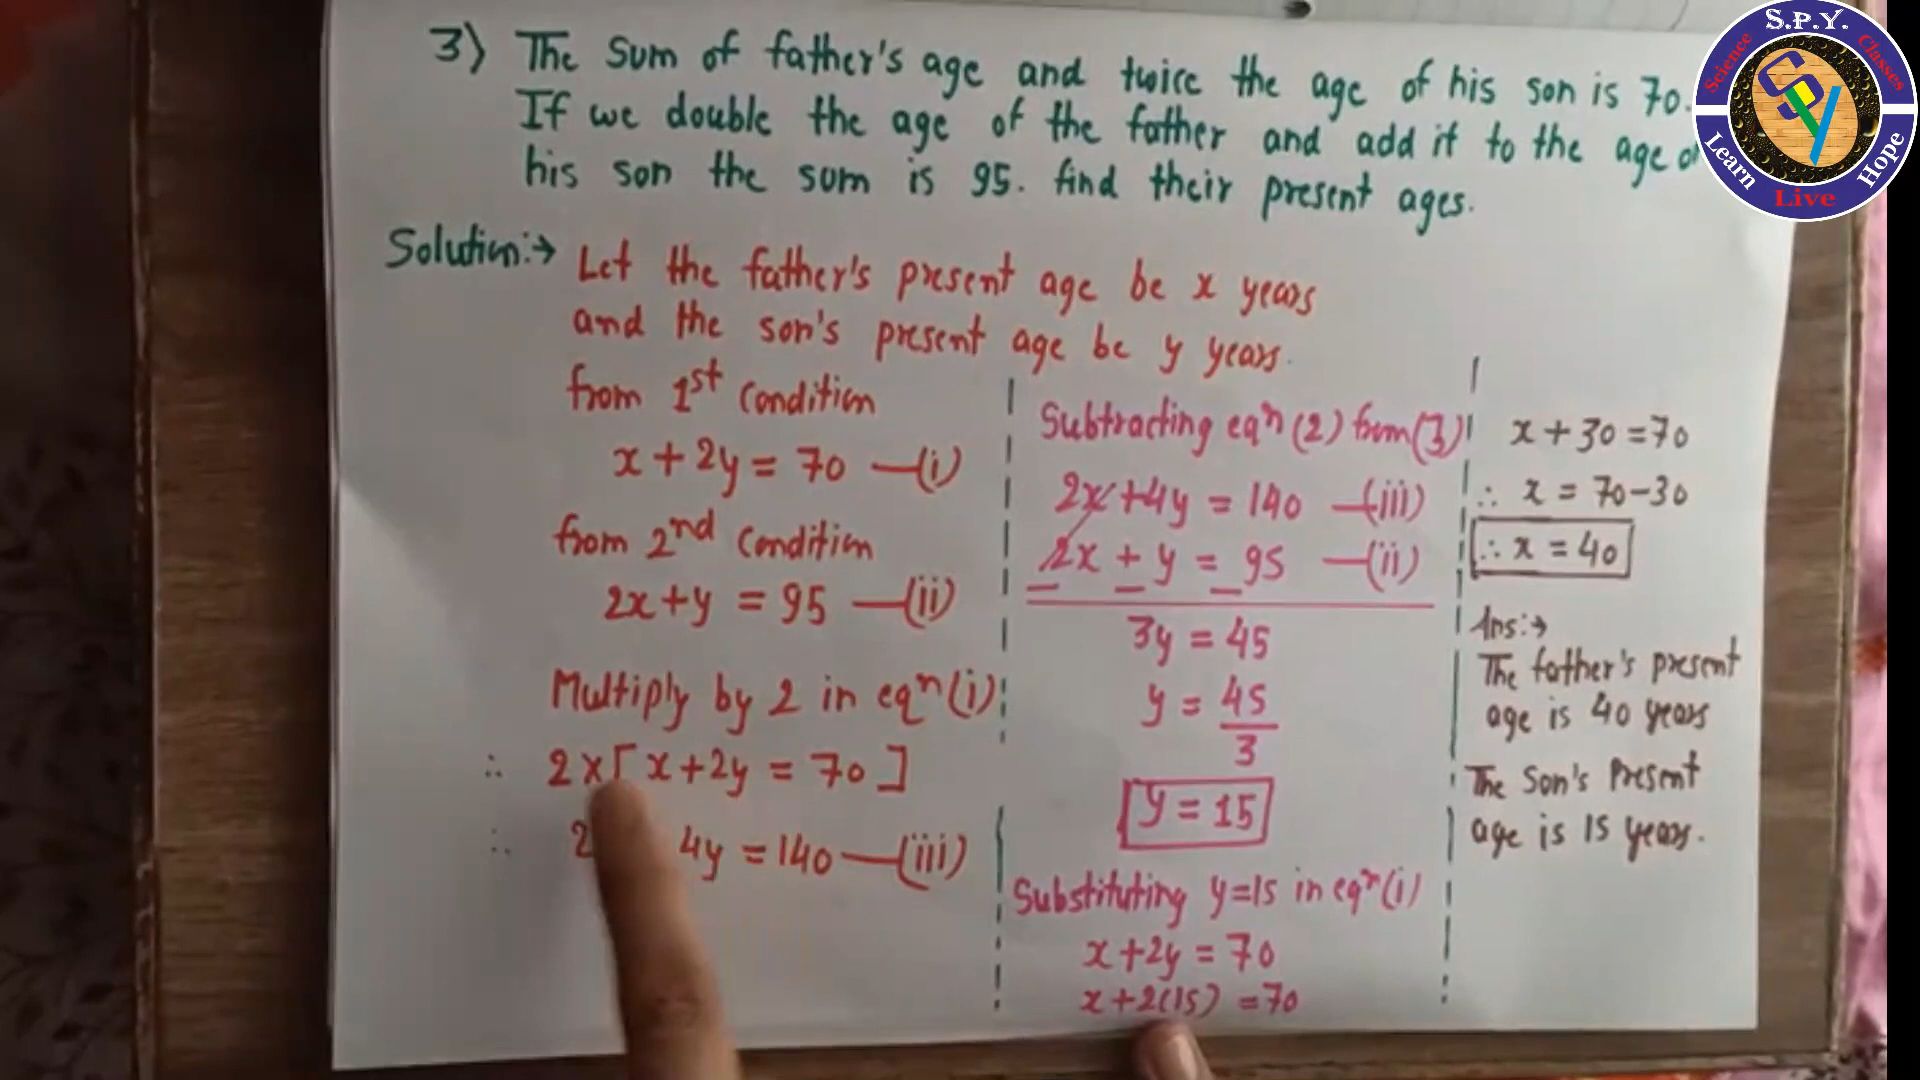 3) The Sum of father's age and twice the age of his son is 70.
If we double the age of the father and add it to the age
his son the sum is 95. find their present ages.
Solution:→ Let the father's present age be x years
and the son's present age be y years.
from 1st Condition
x + 2y = 70 —(i)
from 2nd Condition
2x + y = 95 —(ii)
Multiply by 2 in eqn (i)
∴ 2 x [ x + 2y = 70 ]
∴ 2 4y = 140 —(iii)
Subtracting eqn (2) from (3)
2x + 4y = 140 —(iii)
2x + y = 95 —(ii)
3y = 45
y = 45
3
y = 15
Substituting y=15 in eqn (i)
x + 2y = 70
x + 2(15) = 70
x + 30 = 70
∴ x = 70 - 30
∴ x = 40
Ans:→
The father's present
age is 40 years
The Son's Present
age is 15 years.
S.P.Y.
Science Classes
SPY
Learn Live Hope